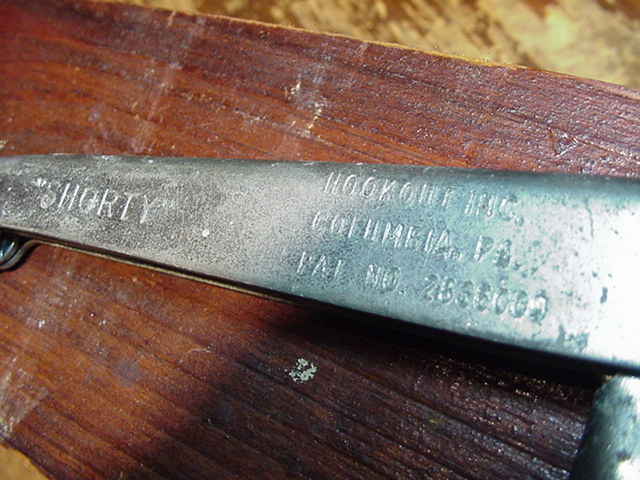 "SHORTY"
HOOKOUT INC.
COLUMBIA, PA.
PAT NO.